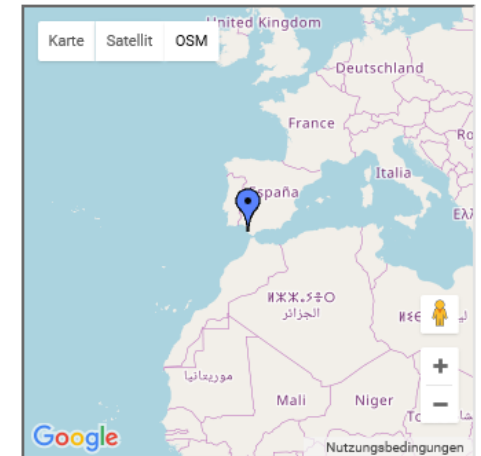 Karte Satellit OSM
United Kingdom
Deutschland
France
Italia
España
ⵍⵣⵣⴰⵢⴻⵔ
الجزائر
موريتانيا
Mali
Niger
Google
Nutzungsbedingungen